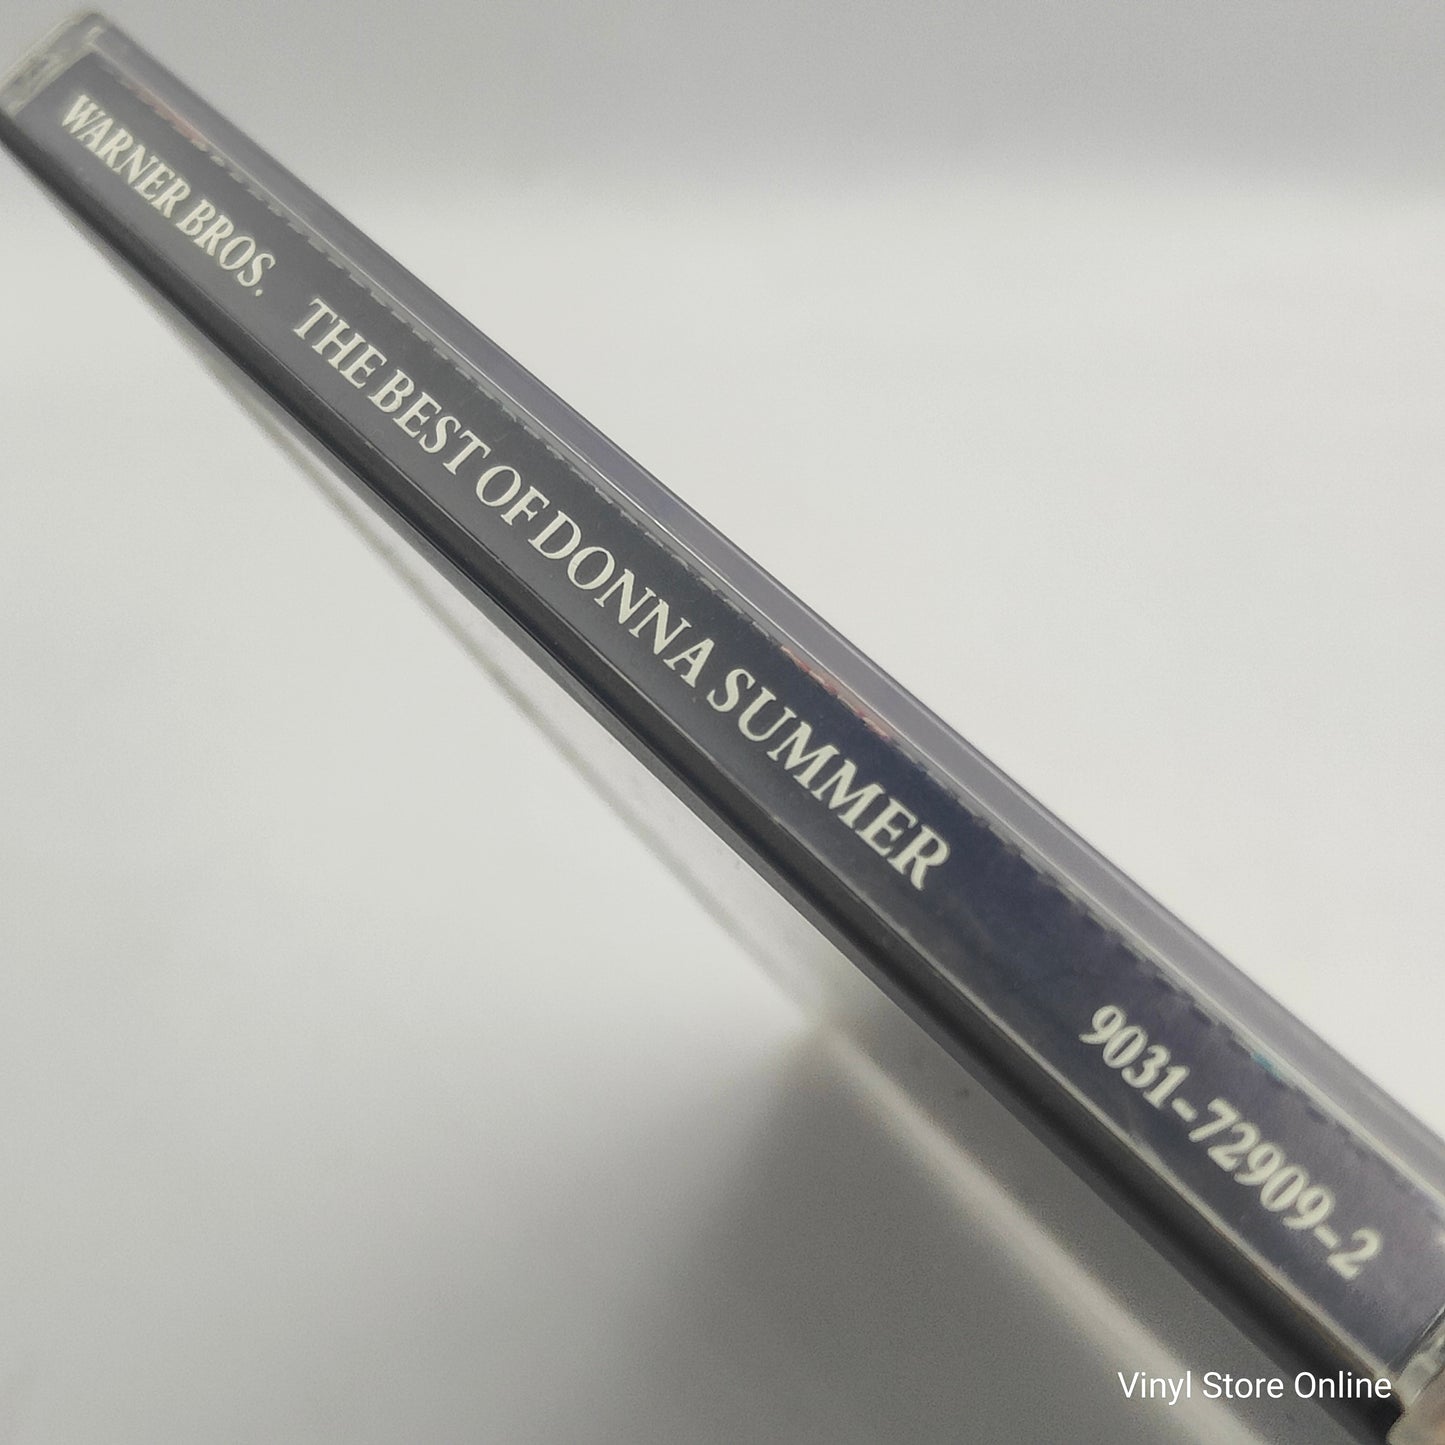 WARNER BROS. THE BEST OF DONNA SUMMER 9031-72909-2
Vinyl Store Online